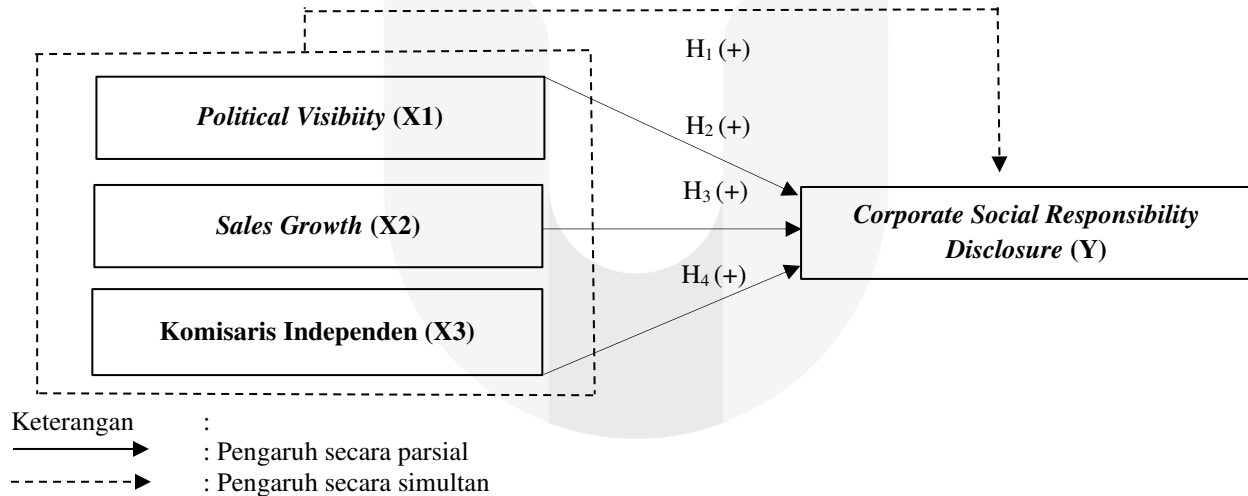 H₁ (+)
Political Visibiity (X1)
H₂ (+)
H₃ (+)
Sales Growth (X2)
Corporate Social Responsibility
Disclosure (Y)
H₄ (+)
Komisaris Independen (X3)
Keterangan :
: Pengaruh secara parsial
: Pengaruh secara simultan